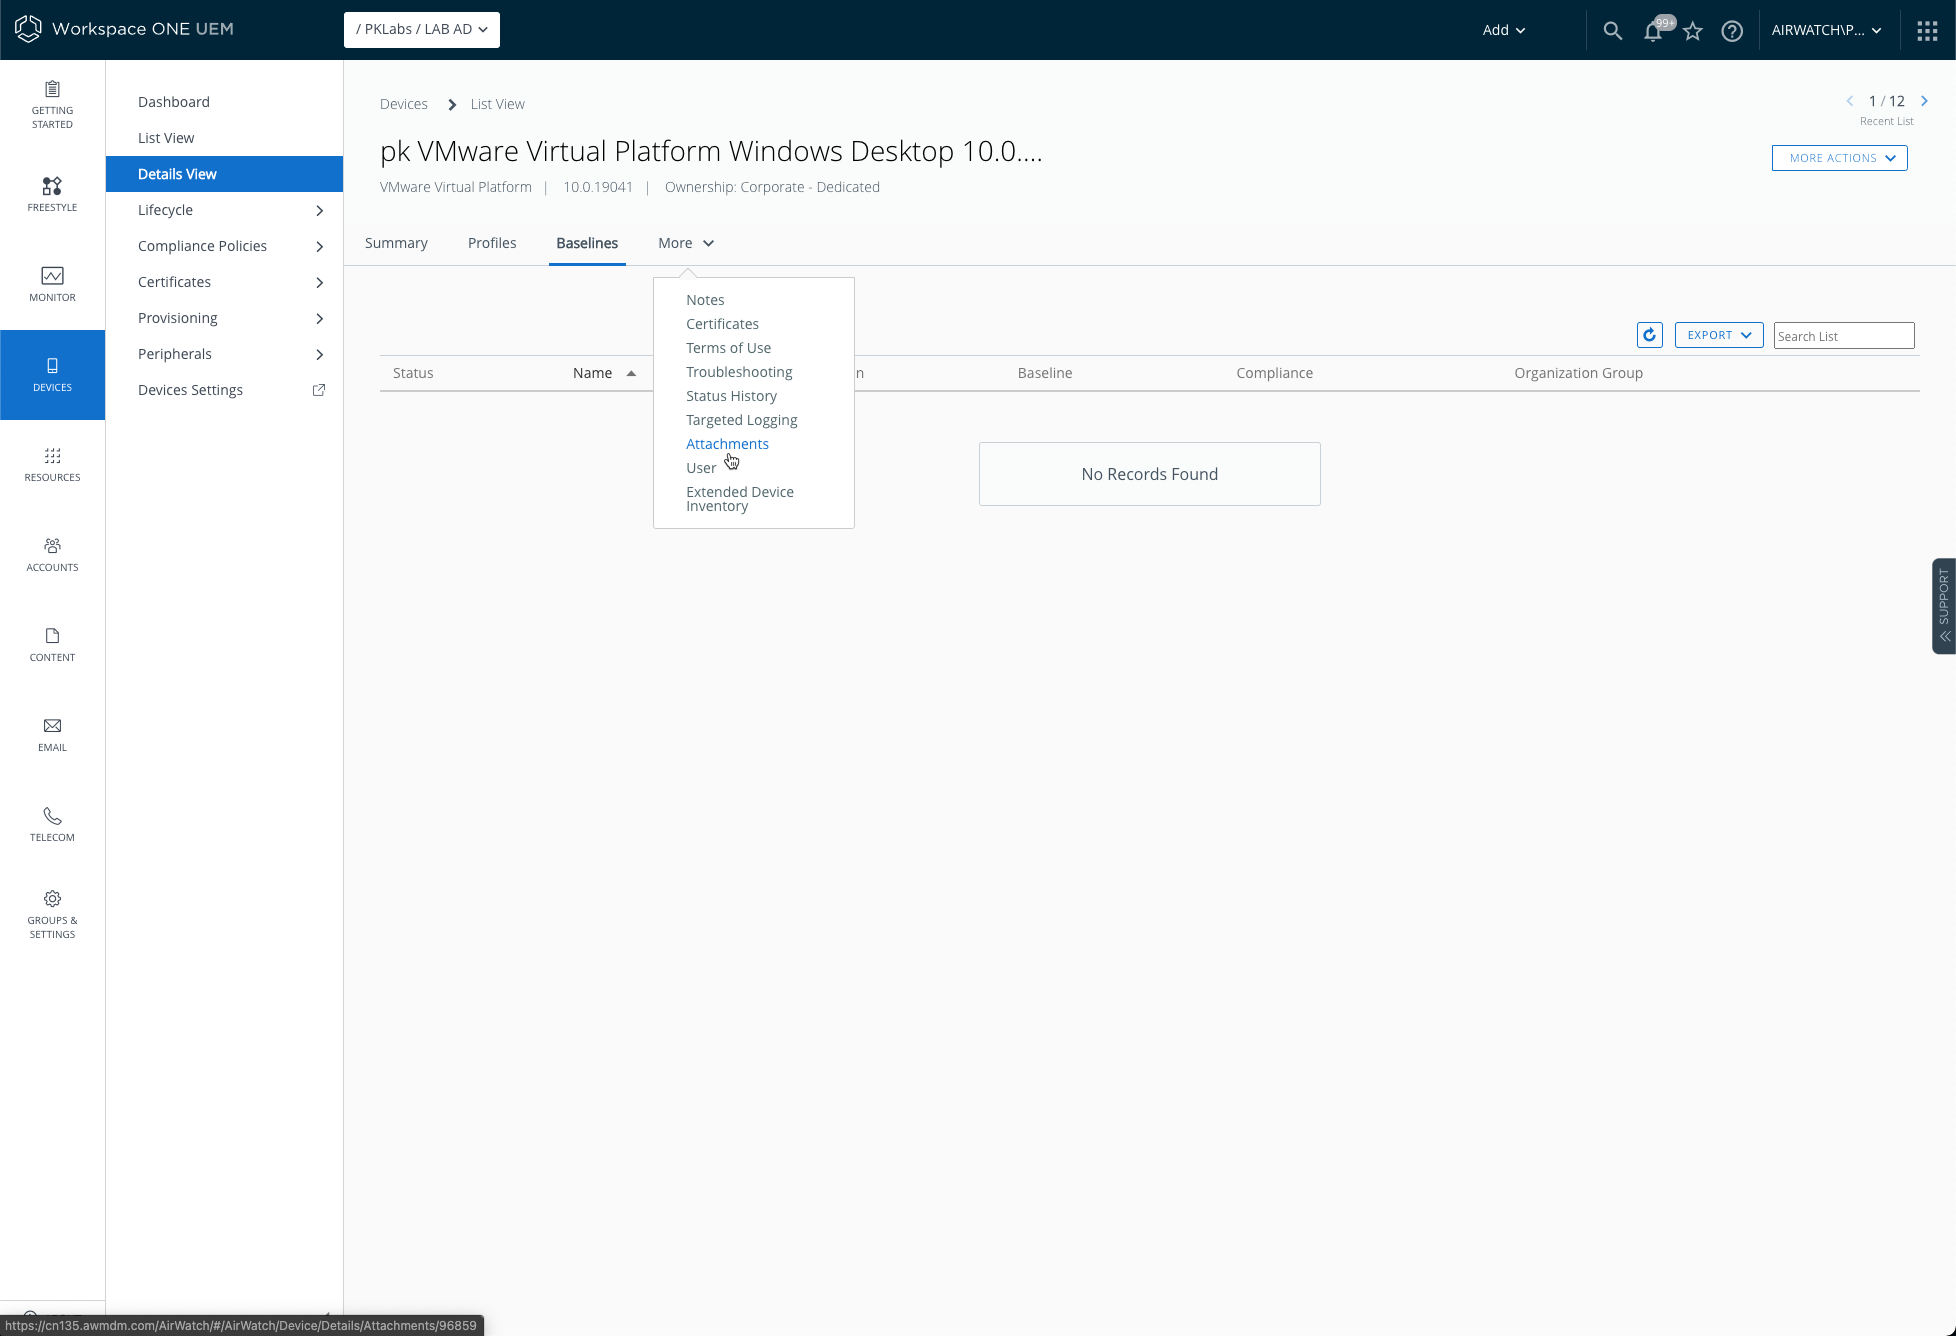 Workspace ONE UEM
/ PKLabs / LAB AD
Add
99+
AIRWATCH\P...
GETTING
STARTED
FREESTYLE
MONITOR
DEVICES
RESOURCES
ACCOUNTS
CONTENT
EMAIL
TELECOM
GROUPS &
SETTINGS
Dashboard
List View
Details View
Lifecycle
Compliance Policies
Certificates
Provisioning
Peripherals
Devices Settings
Devices
List View
1 / 12
Recent List
pk VMware Virtual Platform Windows Desktop 10.0....
MORE ACTIONS
VMware Virtual Platform | 10.0.19041 | Ownership: Corporate - Dedicated
Summary
Profiles
Baselines
More
Notes
Certificates
Terms of Use
Troubleshooting
Status History
Targeted Logging
Attachments
User
Extended Device
Inventory
EXPORT
Search List
Status
Name
n
Baseline
Compliance
Organization Group
No Records Found
SUPPORT
https://cn135.awmdm.com/AirWatch/#/AirWatch/Device/Details/Attachments/96859